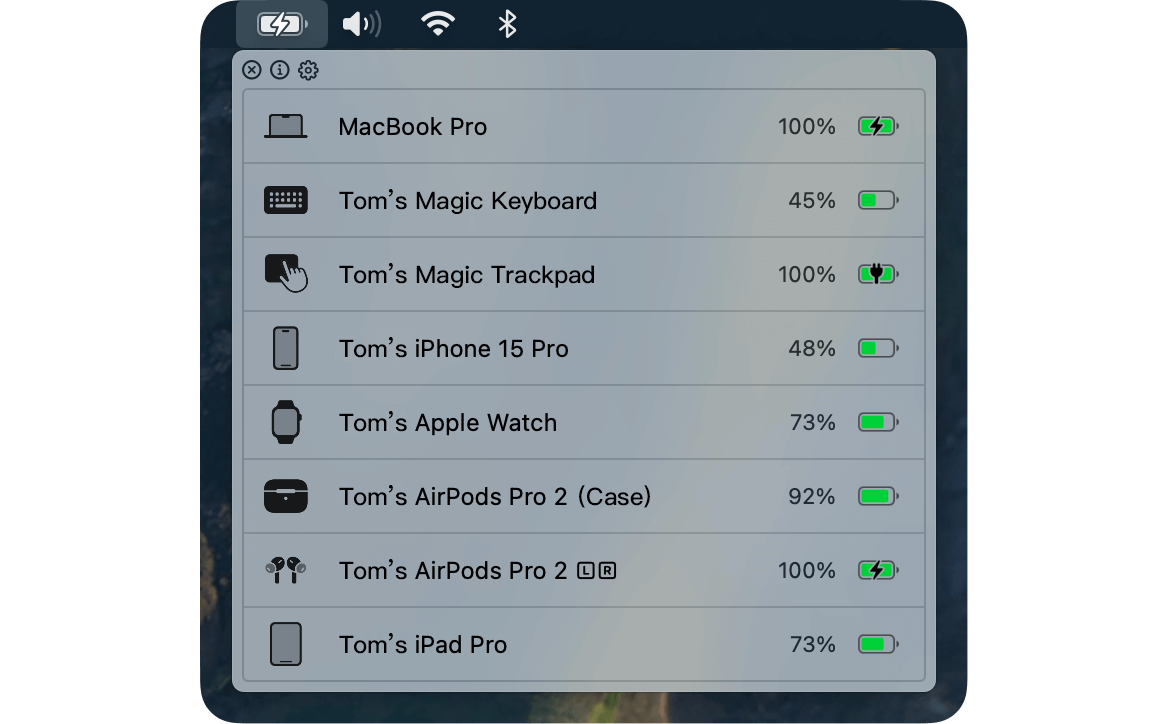 MacBook Pro 100%
Tom’s Magic Keyboard 45%
Tom’s Magic Trackpad 100%
Tom’s iPhone 15 Pro 48%
Tom’s Apple Watch 73%
Tom’s AirPods Pro 2 (Case) 92%
Tom’s AirPods Pro 2 L R 100%
Tom’s iPad Pro 73%